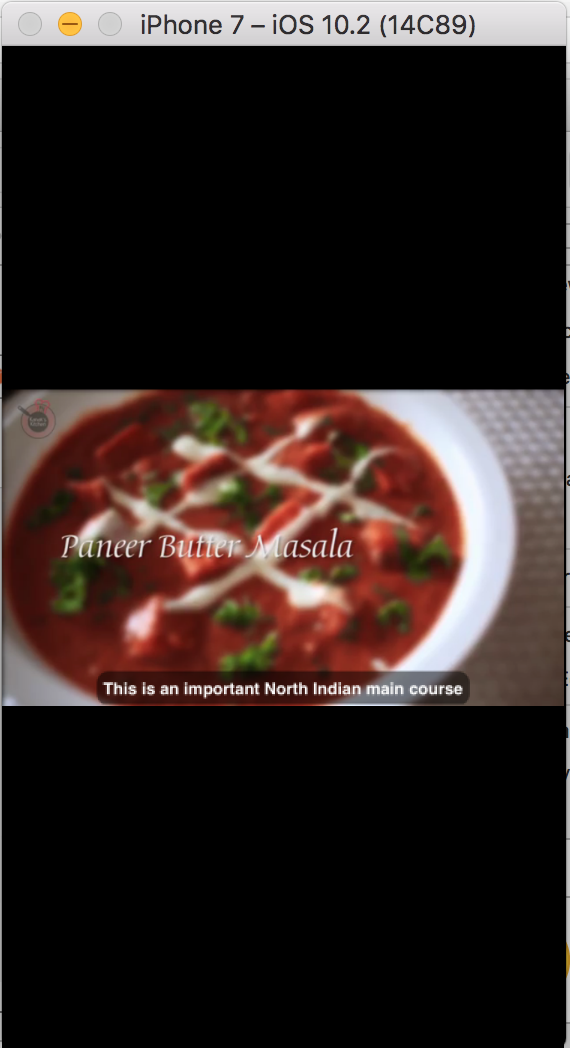 iPhone 7 – iOS 10.2 (14C89)
Paneer Butter Masala
This is an important North Indian main course